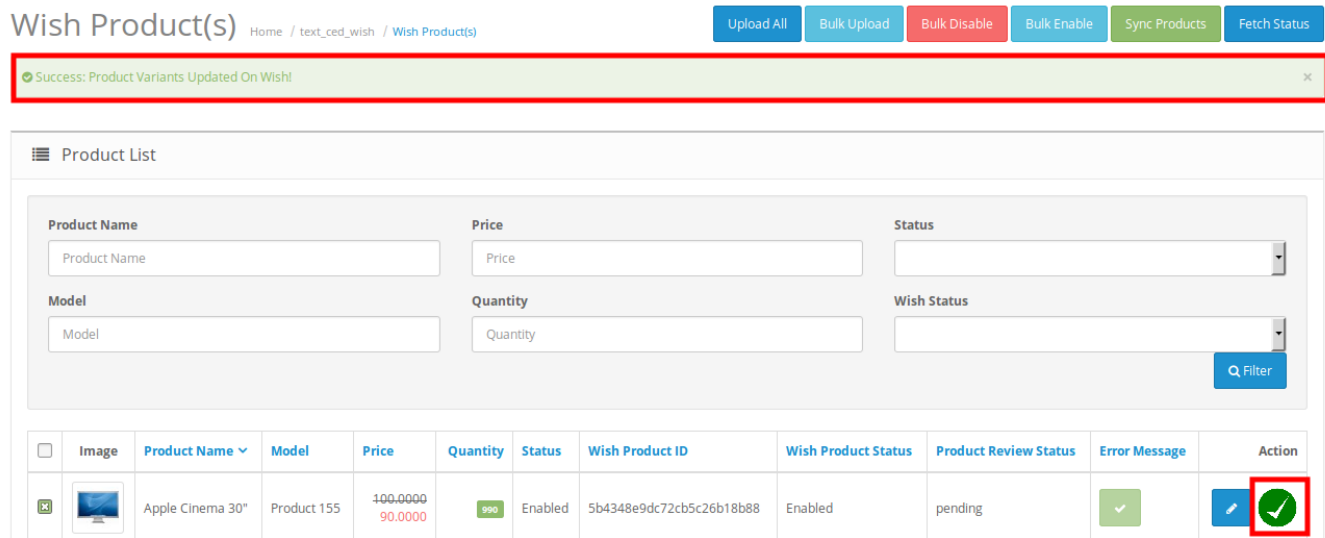 Wish Product(s) Home / text_ced_wish / Wish Product(s) Upload All Bulk Upload Bulk Disable Bulk Enable Sync Products Fetch Status
Success: Product Variants Updated On Wish! ×
Product List
Product Name Price Status
Product Name Price
Model Quantity Wish Status
Model Quantity
Filter
Image Product Name Model Price Quantity Status Wish Product ID Wish Product Status Product Review Status Error Message Action
100.0000
Apple Cinema 30" Product 155 990 Enabled 5b4348e9dc72cb5c26b18b88 Enabled pending
90.0000